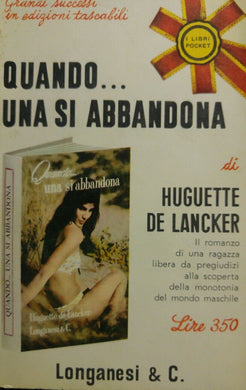 Grandi successi
in edizioni tascabili
I LIBRI
POCKET
QUANDO...
UNA SI ABBANDONA
di
HUGUETTE
DE LANCKER
Il romanzo
di una ragazza
libera da pregiudizi
alla scoperta
della monotonia
del mondo maschile
Lire 350
QUANDO... UNA SI ABBANDONA
Quando...
una si abbandona
Huguette de Lancker
Longanesi & C.
Longanesi & C.